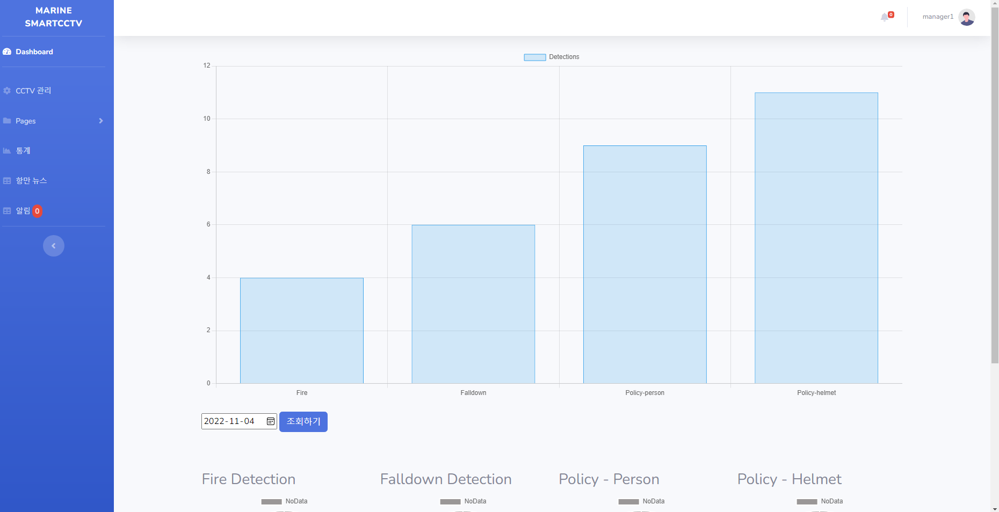 MARINE
SMARTCCTV
0
manager1
Dashboard
CCTV 관리
Pages
통계
항만 뉴스
알림 0
Detections
12
10
8
6
4
2
0
Fire
Falldown
Policy-person
Policy-helmet
2022-11-04
조회하기
Fire Detection
Falldown Detection
Policy - Person
Policy - Helmet
NoData
NoData
NoData
NoData